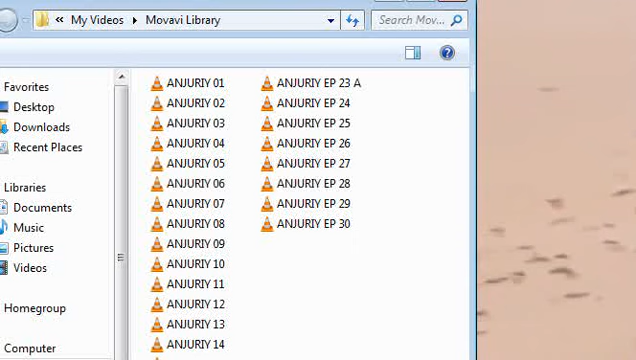 « My Videos Movavi Library
Search Mov...
Favorites
Desktop
Downloads
Recent Places
Libraries
Documents
Music
Pictures
Videos
Homegroup
Computer
ANJURIY 01
ANJURIY 02
ANJURIY 03
ANJURIY 04
ANJURIY 05
ANJURIY 06
ANJURIY 07
ANJURIY 08
ANJURIY 09
ANJURIY 10
ANJURIY 11
ANJURIY 12
ANJURIY 13
ANJURIY 14
ANJURIY EP 23 A
ANJURIY EP 24
ANJURIY EP 25
ANJURIY EP 26
ANJURIY EP 27
ANJURIY EP 28
ANJURIY EP 29
ANJURIY EP 30